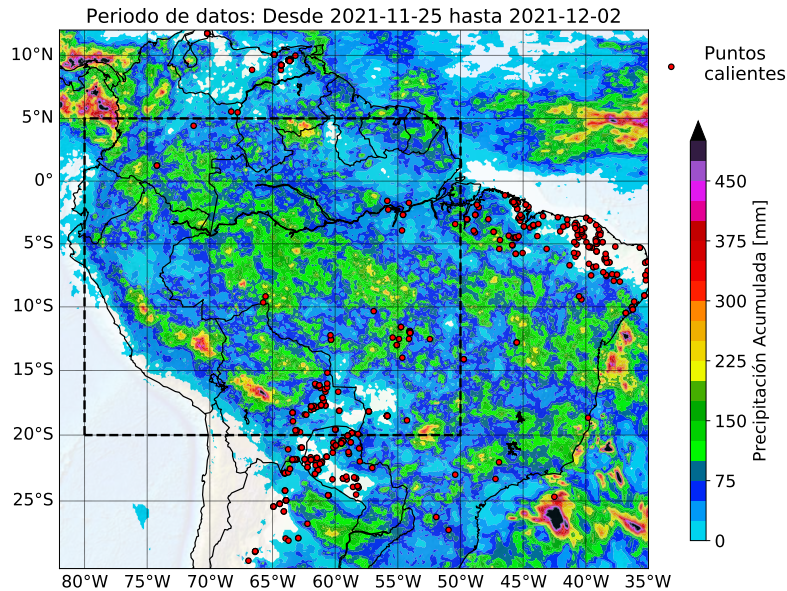 Periodo de datos: Desde 2021-11-25 hasta 2021-12-02
10°N
5°N
0°
5°S
10°S
15°S
20°S
25°S
80°W 75°W 70°W 65°W 60°W 55°W 50°W 45°W 40°W 35°W
Puntos
calientes
450
375
300
225
150
75
0
Precipitación Acumulada [mm]